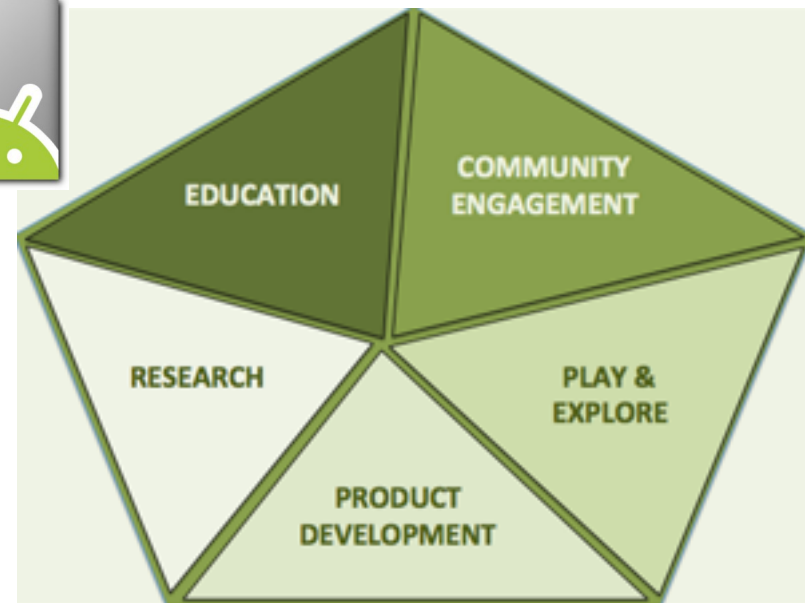 EDUCATION
COMMUNITY
ENGAGEMENT
RESEARCH
PLAY &
EXPLORE
PRODUCT
DEVELOPMENT